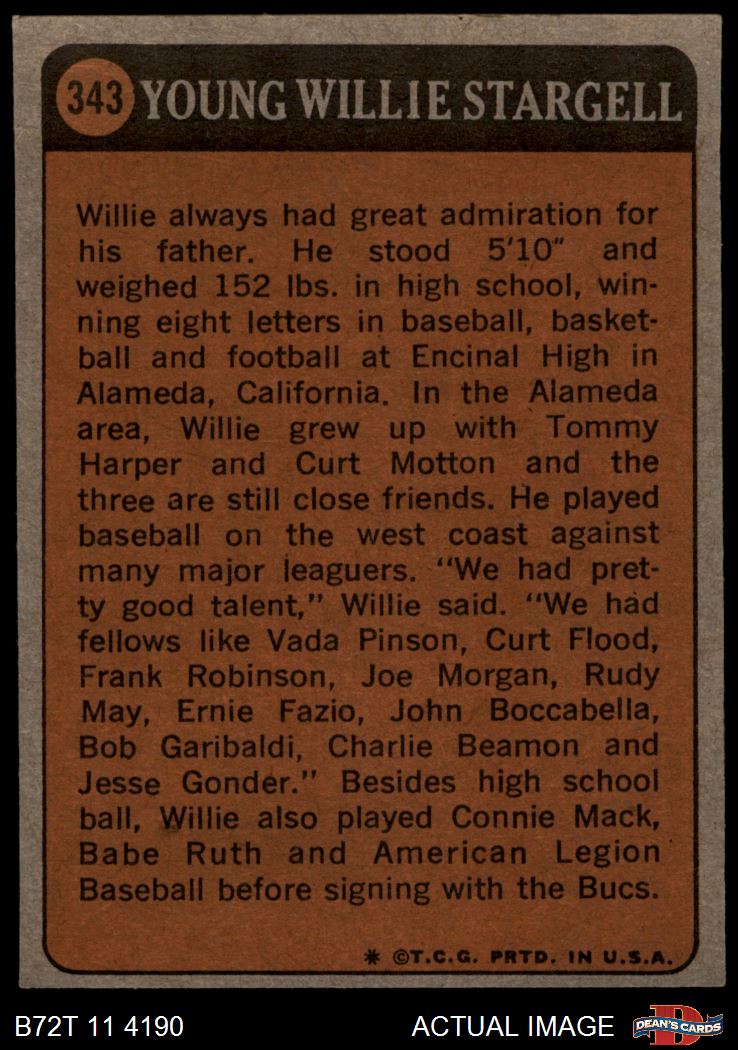 343 YOUNG WILLIE STARGELL
Willie always had great admiration for
his father. He stood 5'10" and
weighed 152 lbs. in high school, win-
ning eight letters in baseball, basket-
ball and football at Encinal High in
Alameda, California. In the Alameda
area, Willie grew up with Tommy
Harper and Curt Motton and the
three are still close friends. He played
baseball on the west coast against
many major leaguers. "We had pret-
ty good talent," Willie said. "We had
fellows like Vada Pinson, Curt Flood,
Frank Robinson, Joe Morgan, Rudy
May, Ernie Fazio, John Boccabella,
Bob Garibaldi, Charlie Beamon and
Jesse Gonder." Besides high school
ball, Willie also played Connie Mack,
Babe Ruth and American Legion
Baseball before signing with the Bucs.
* ©T.C.G. PRTD. IN U.S.A.
B72T 11 4190 ACTUAL IMAGE D DEAN'S CARDS